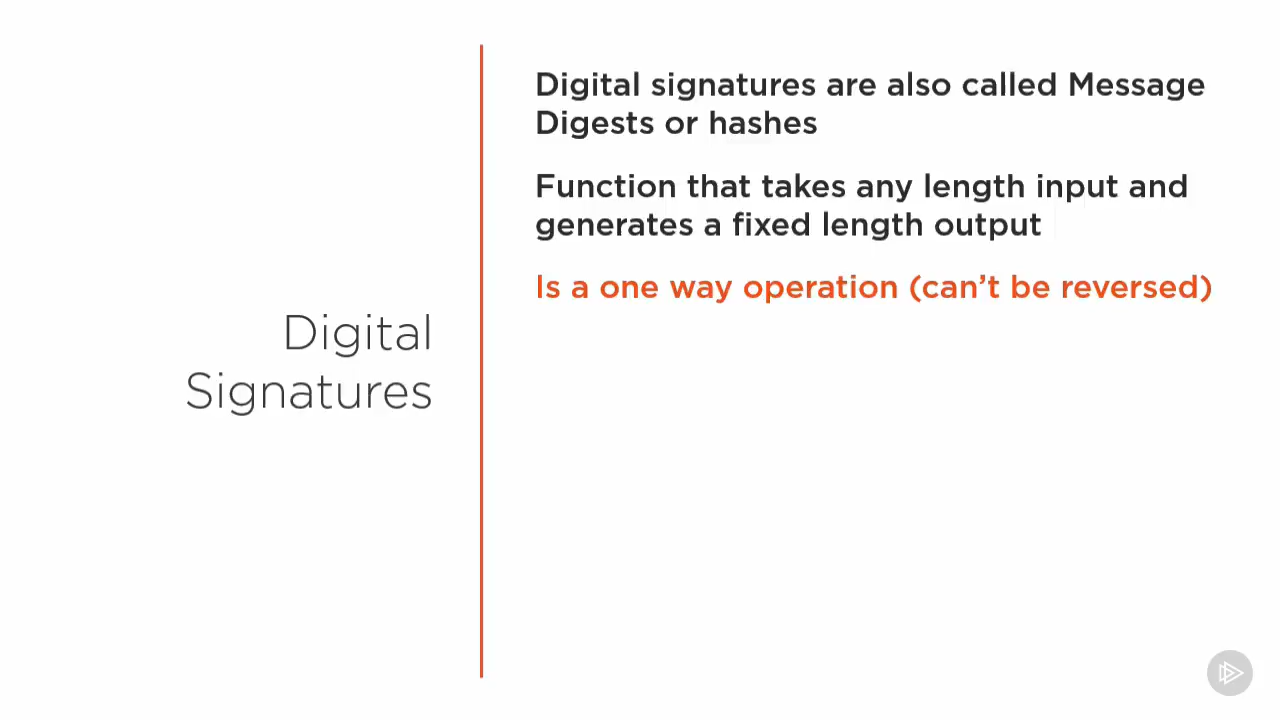 Digital
Signatures
Digital signatures are also called Message
Digests or hashes
Function that takes any length input and
generates a fixed length output
Is a one way operation (can’t be reversed)